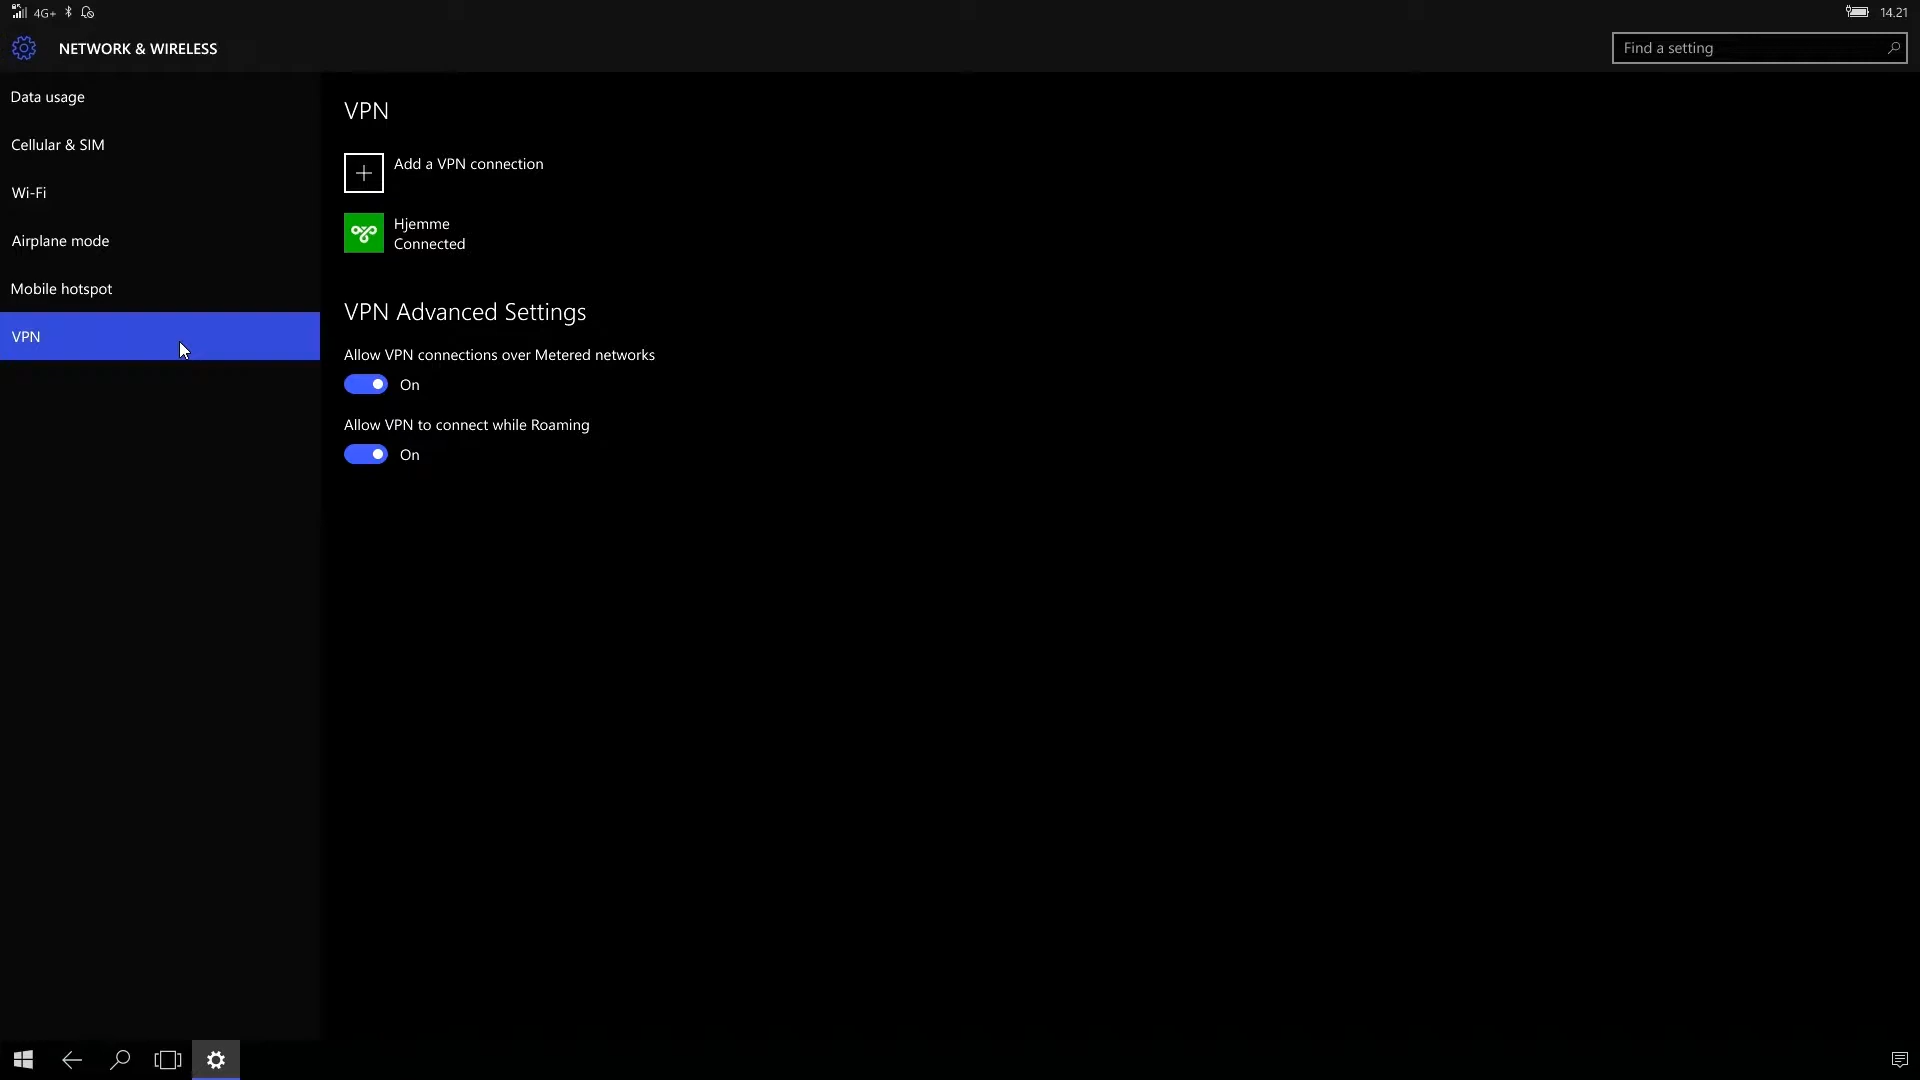 4G+
14.21
NETWORK & WIRELESS
Find a setting
Data usage
Cellular & SIM
Wi-Fi
Airplane mode
Mobile hotspot
VPN
VPN
Add a VPN connection
Hjemme
Connected
VPN Advanced Settings
Allow VPN connections over Metered networks
On
Allow VPN to connect while Roaming
On